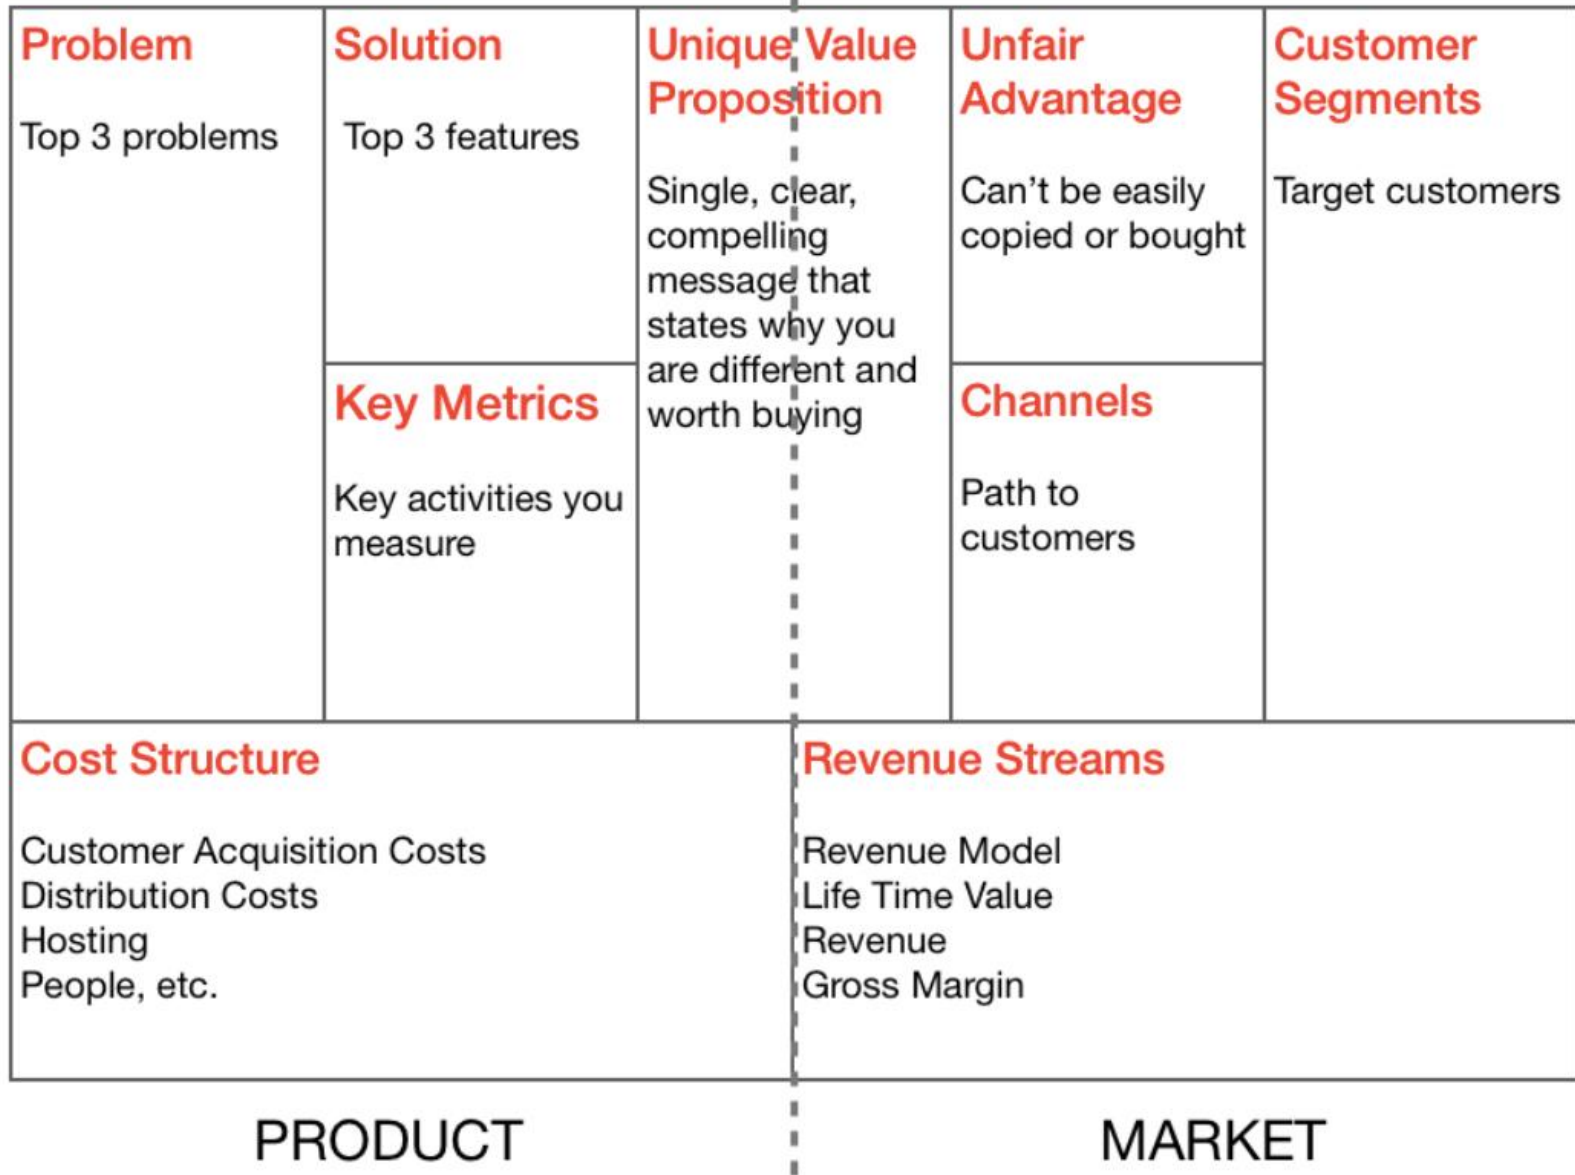 Problem
Top 3 problems
Solution
Top 3 features
Key Metrics
Key activities you
measure
Unique Value
Proposition
Single, clear,
compelling
message that
states why you
are different and
worth buying
Unfair
Advantage
Can't be easily
copied or bought
Channels
Path to
customers
Customer
Segments
Target customers
Cost Structure
Customer Acquisition Costs
Distribution Costs
Hosting
People, etc.
Revenue Streams
Revenue Model
Life Time Value
Revenue
Gross Margin
PRODUCT
MARKET